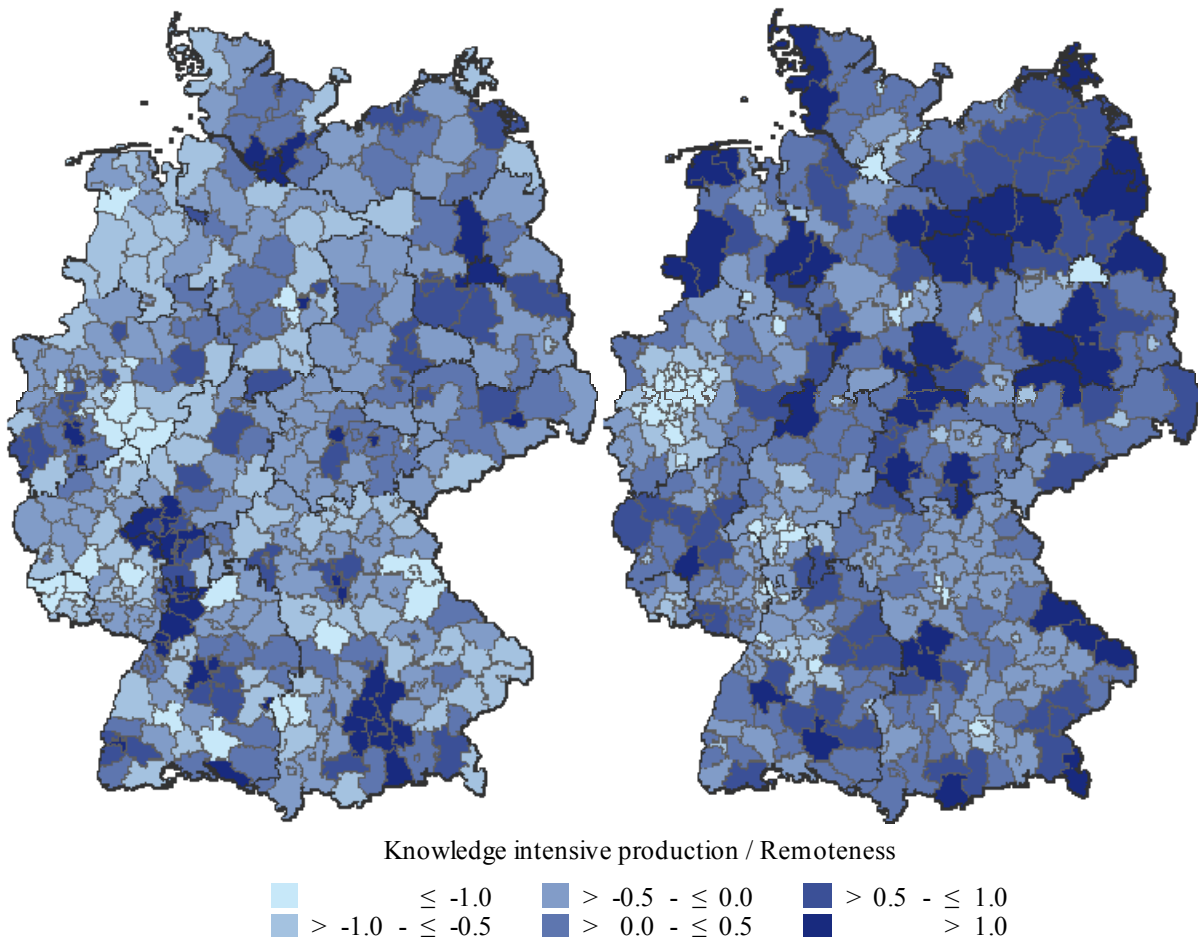 Knowledge intensive production / Remoteness
≤ -1.0 > -0.5 - ≤ 0.0 > 0.5 - ≤ 1.0
> -1.0 - ≤ -0.5 > 0.0 - ≤ 0.5 > 1.0